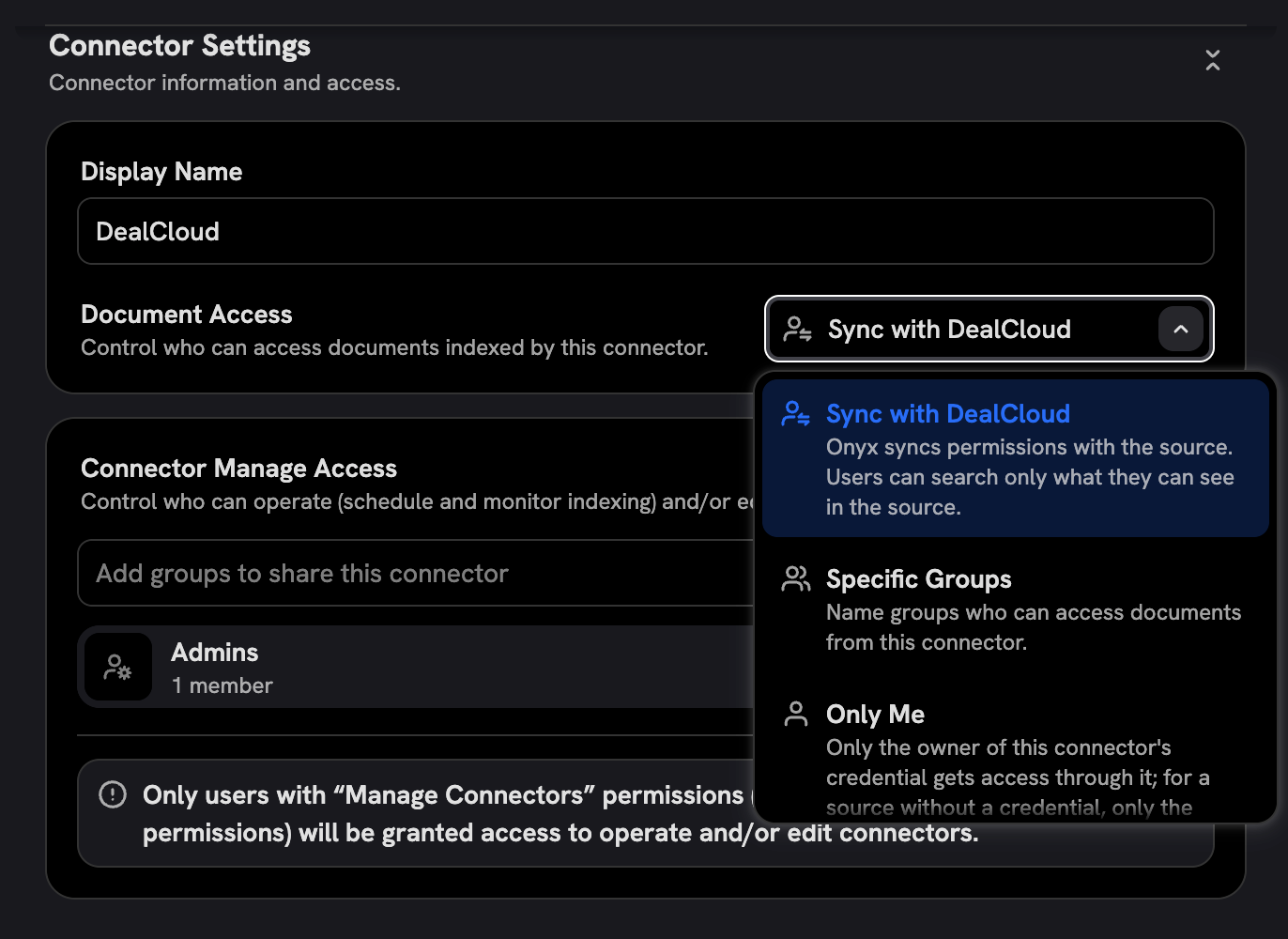 Connector Settings
Connector information and access.
Display Name
DealCloud
Document Access
Control who can access documents indexed by this connector.
Sync with DealCloud
Sync with DealCloud
Onyx syncs permissions with the source.
Users can search only what they can see
in the source.
Specific Groups
Name groups who can access documents
from this connector.
Only Me
Only the owner of this connector's
credential gets access through it; for a
source without a credential, only the
Connector Manage Access
Control who can operate (schedule and monitor indexing) and/or
Add groups to share this connector
Admins
1 member
Only users with “Manage Connectors” permissions
permissions) will be granted access to operate and/or edit connectors.